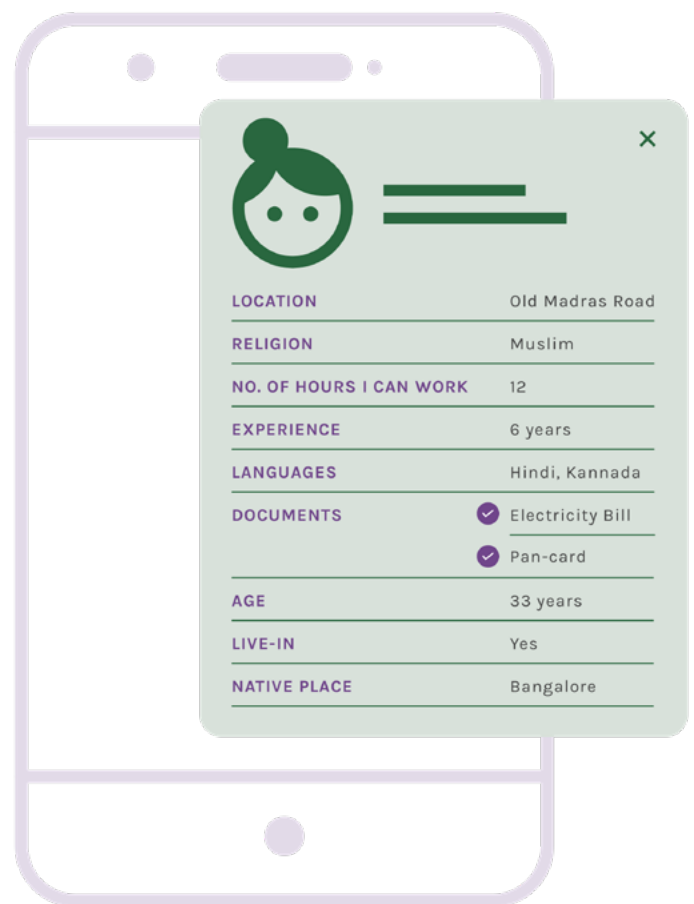 LOCATION Old Madras Road
RELIGION Muslim
NO. OF HOURS I CAN WORK 12
EXPERIENCE 6 years
LANGUAGES Hindi, Kannada
DOCUMENTS Electricity Bill
Pan-card
AGE 33 years
LIVE-IN Yes
NATIVE PLACE Bangalore